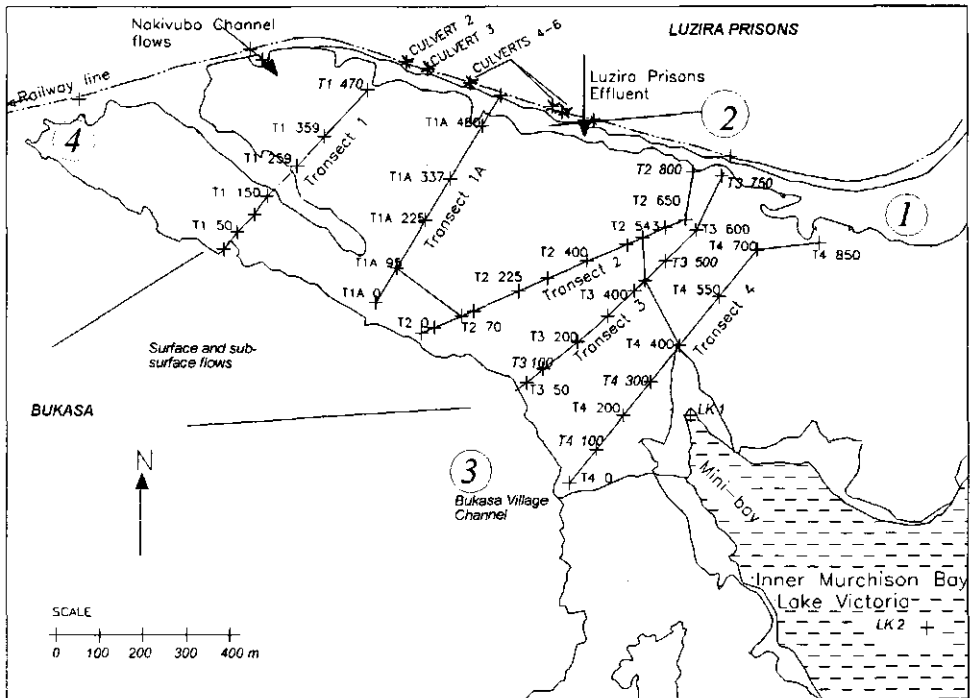 Nakivubo Channel
flows
CULVERT 2
CULVERT 3
CULVERTS 4-6
LUZIRA PRISONS
Railway line
Luzira Prisons
Effluent
2
4
1
3
T1 470
T1 359
T1 259
T1 150
T1 50
Transect 1
T1A 480
T1A 337
T1A 225
T1A 95
T1A 0
Transect 1A
T2 800
T2 650
T2 543
T2 400
T2 225
T2 70
T2 0
Transect 2
T3 750
T3 600
T3 500
T3 400
T3 200
T3 100
T3 50
Transect 3
T4 850
T4 700
T4 550
T4 400
T4 300
T4 200
T4 100
T4 0
Transect 4
Surface and sub-
surface flows
BUKASA
N
Bukasa Village
Channel
LK1
Mini-bay
Inner Murchison Bay
Lake Victoria
LK 2
SCALE
0 100 200 300 400 m